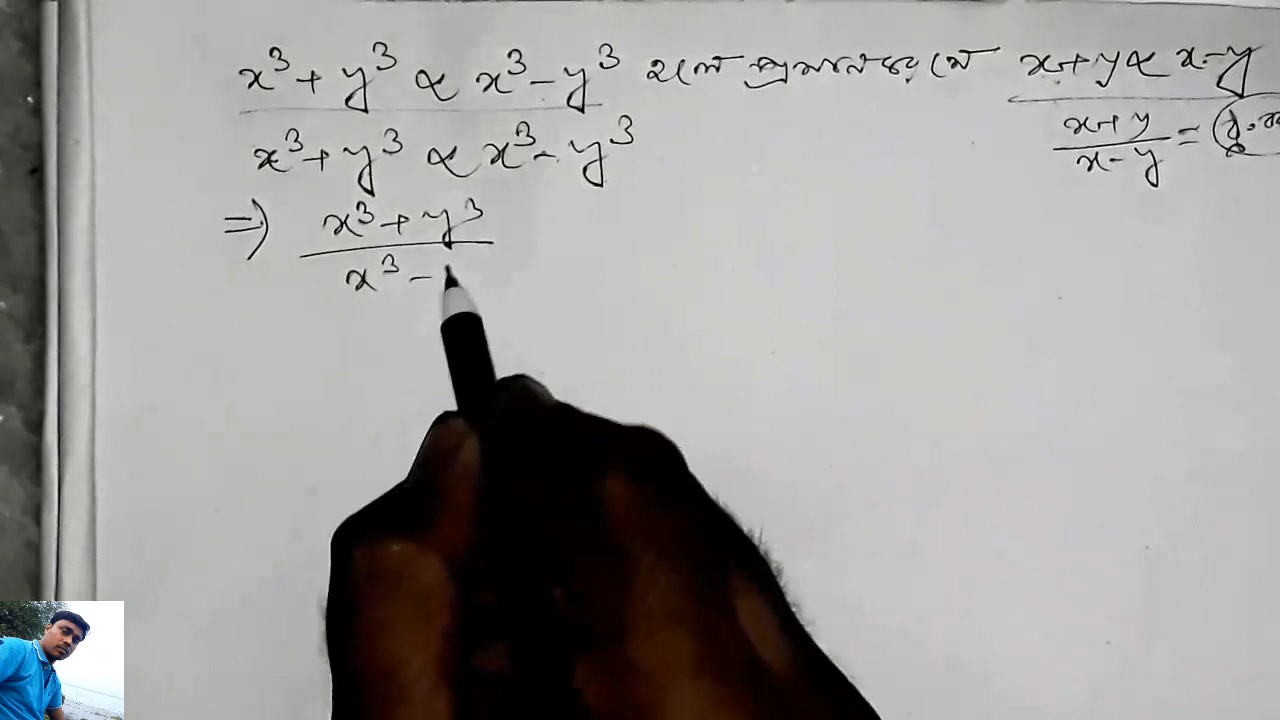 x³ + y³ ∝ x³ - y³ হলে প্রমাণ কর যে x+y ∝ x-y
x³ + y³ ∝ x³ - y³
(x+y)/(x-y) =
⇒ (x³ + y³)/(x³ -